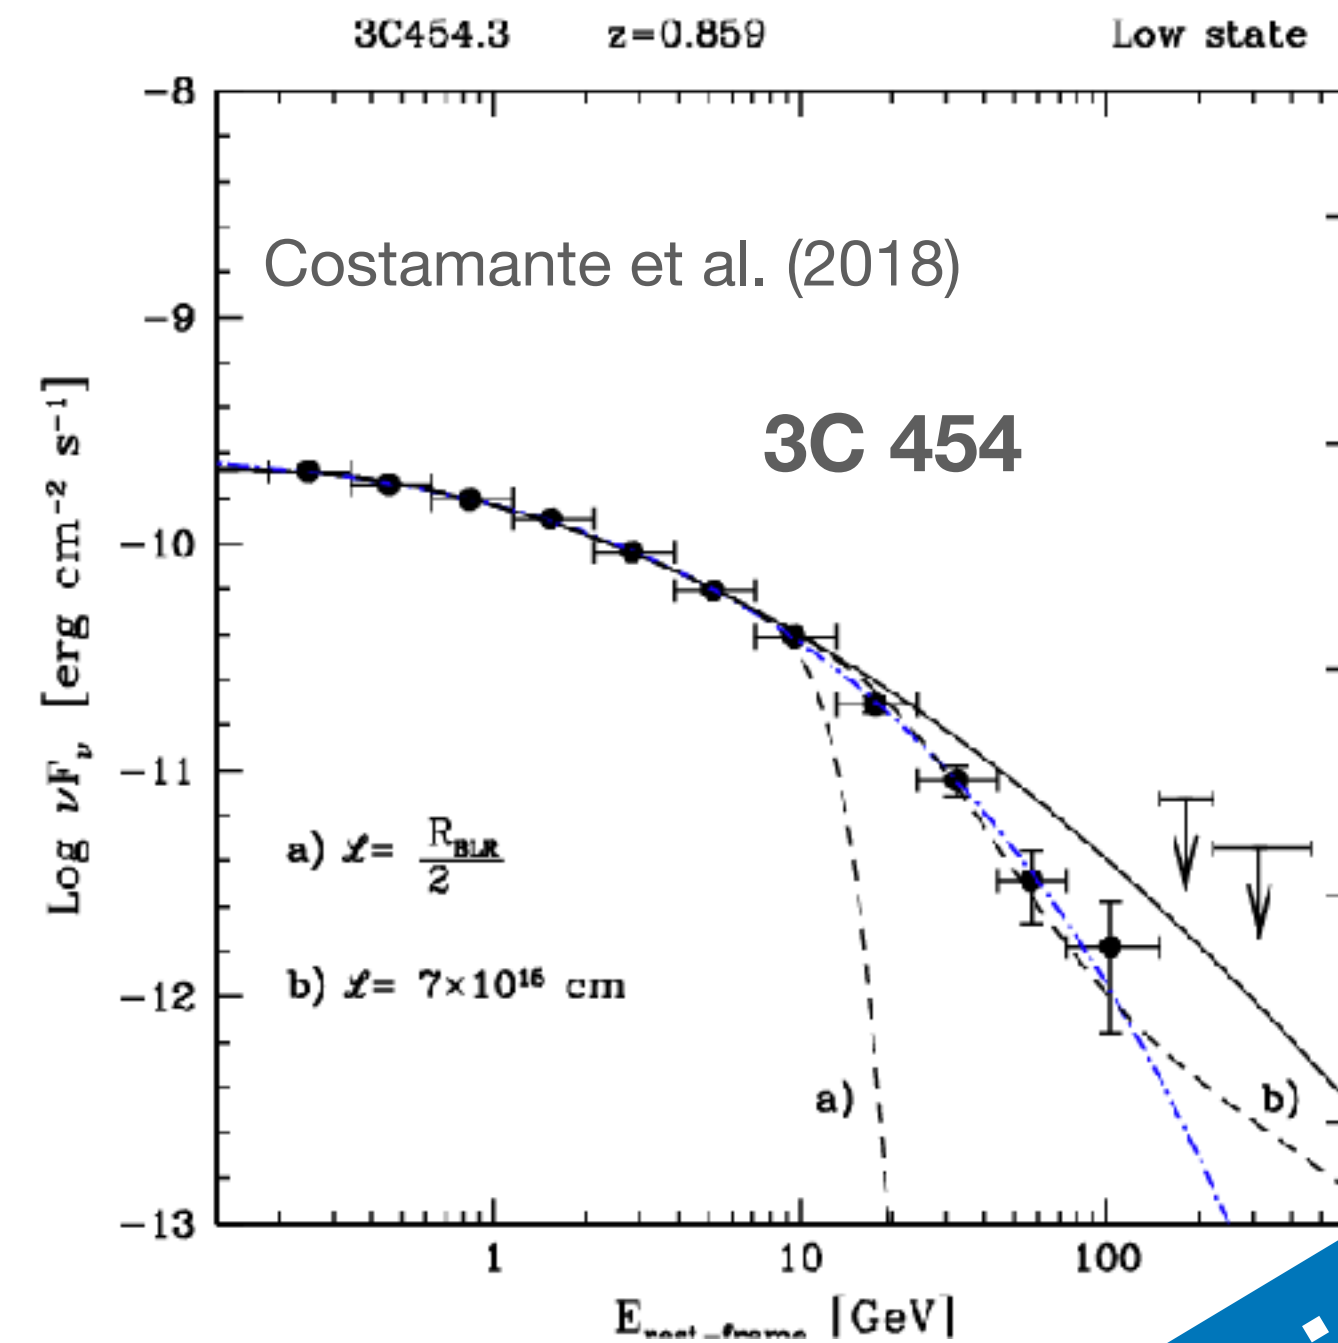 3C454.3 z=0.859 Low state
-8
Costamante et al. (2018)
-9
3C 454
-10
-11
-12
-13
Log νFν [erg cm⁻² s⁻¹]
a) ℒ= R_BLR/2
b) ℒ= 7×10¹⁶ cm
a)
b)
1 10 100
E_rest-frame [GeV]